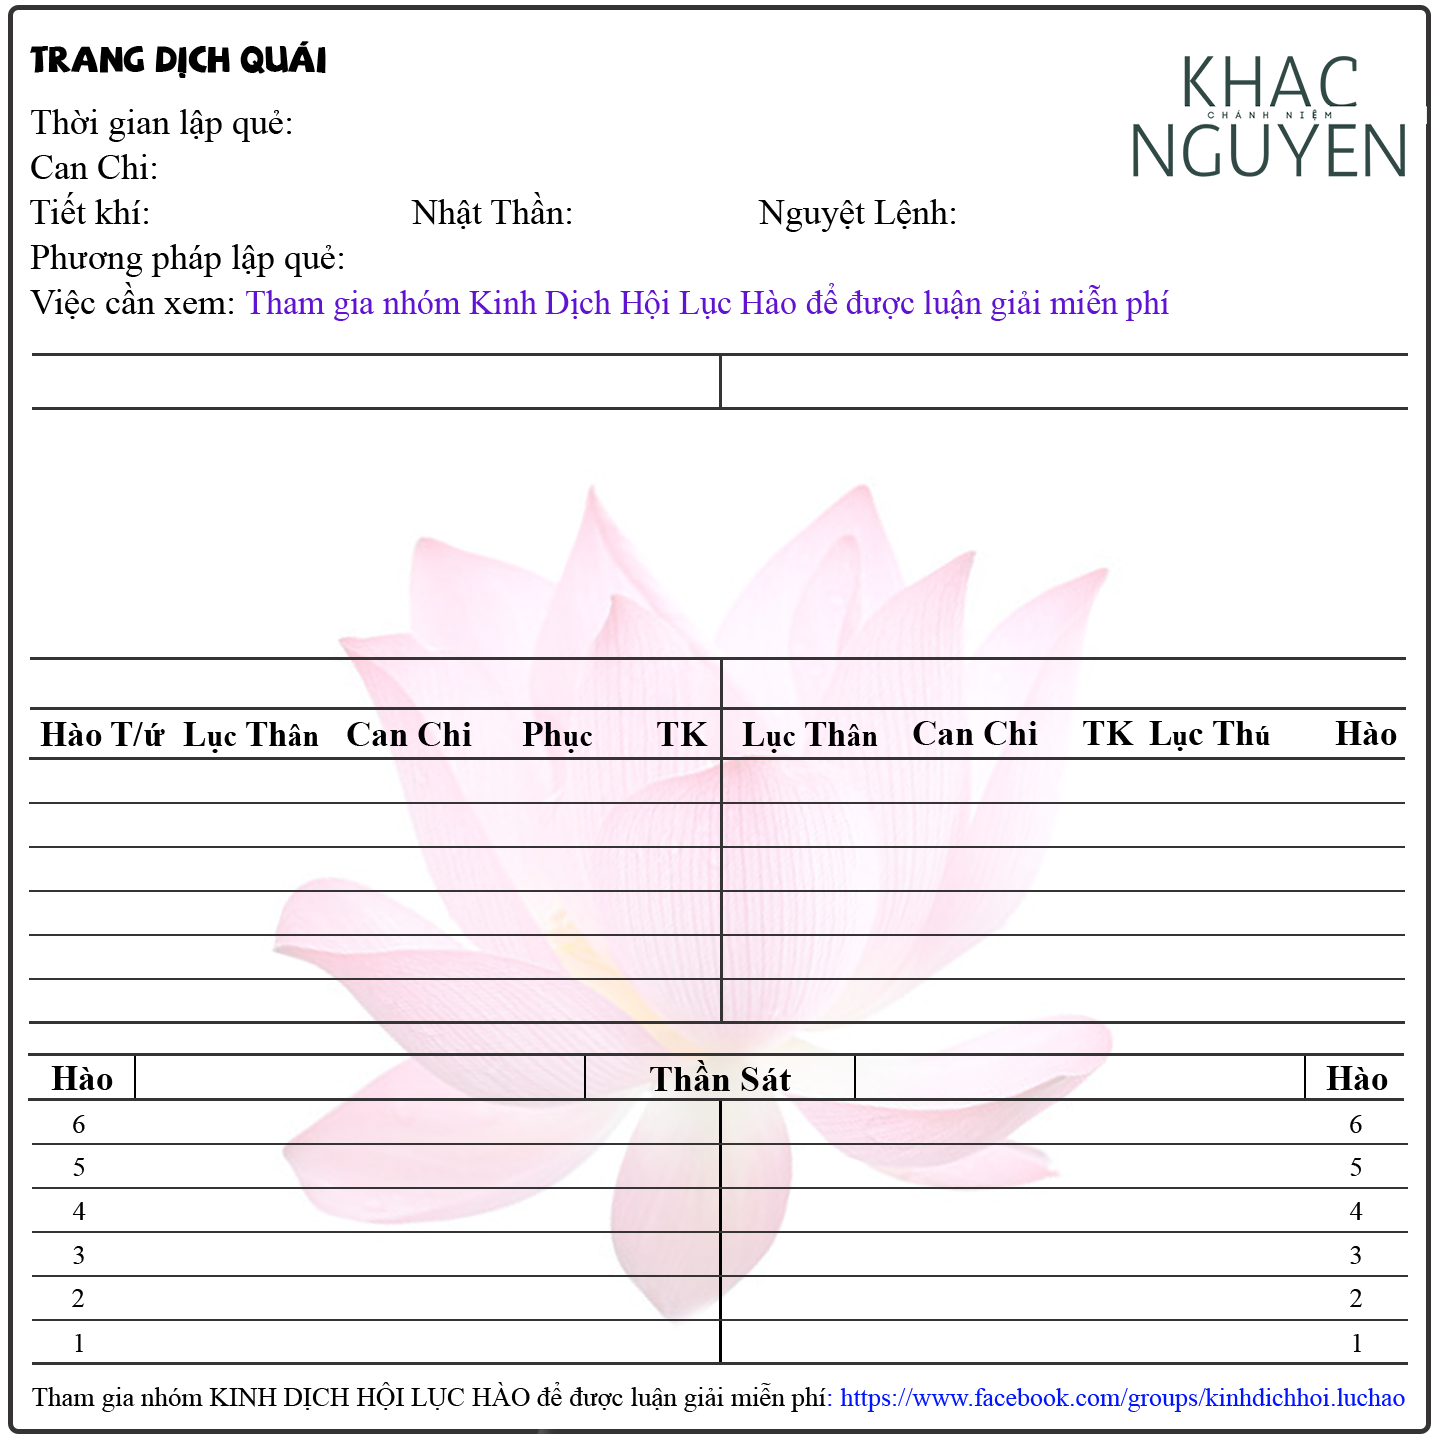 TRANG DỊCH QUÁI
KHAC
CHÁNH NIỆM
NGUYEN
Thời gian lập quẻ:
Can Chi:
Tiết khí: Nhật Thần: Nguyệt Lệnh:
Phương pháp lập quẻ:
Việc cần xem: Tham gia nhóm Kinh Dịch Hội Lục Hào để được luận giải miễn phí
Hào T/ứ Lục Thân Can Chi Phục TK Lục Thân Can Chi TK Lục Thú Hào
Hào Thần Sát Hào
6 6
5 5
4 4
3 3
2 2
1 1
Tham gia nhóm KINH DỊCH HỘI LỤC HÀO để được luận giải miễn phí: https://www.facebook.com/groups/kinhdichhoi.luchao